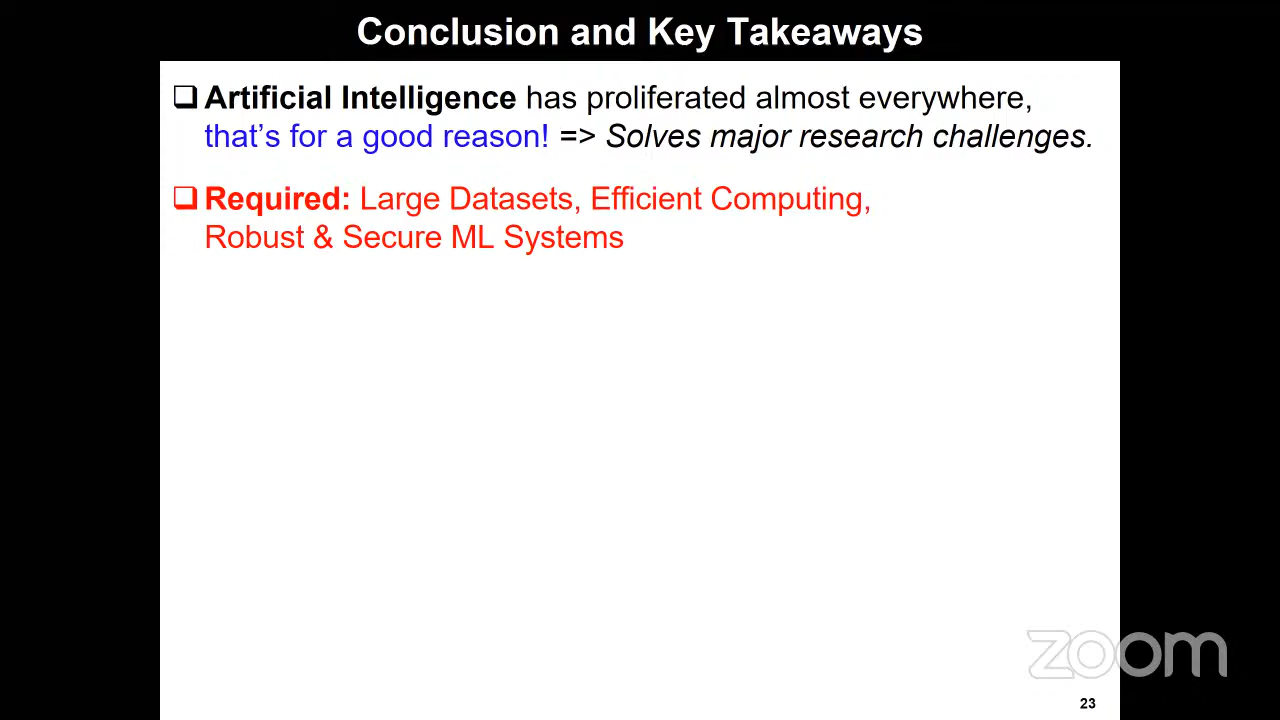 Conclusion and Key Takeaways
❑ Artificial Intelligence has proliferated almost everywhere,
that's for a good reason! => Solves major research challenges.
❑ Required: Large Datasets, Efficient Computing,
Robust & Secure ML Systems
zoom
23